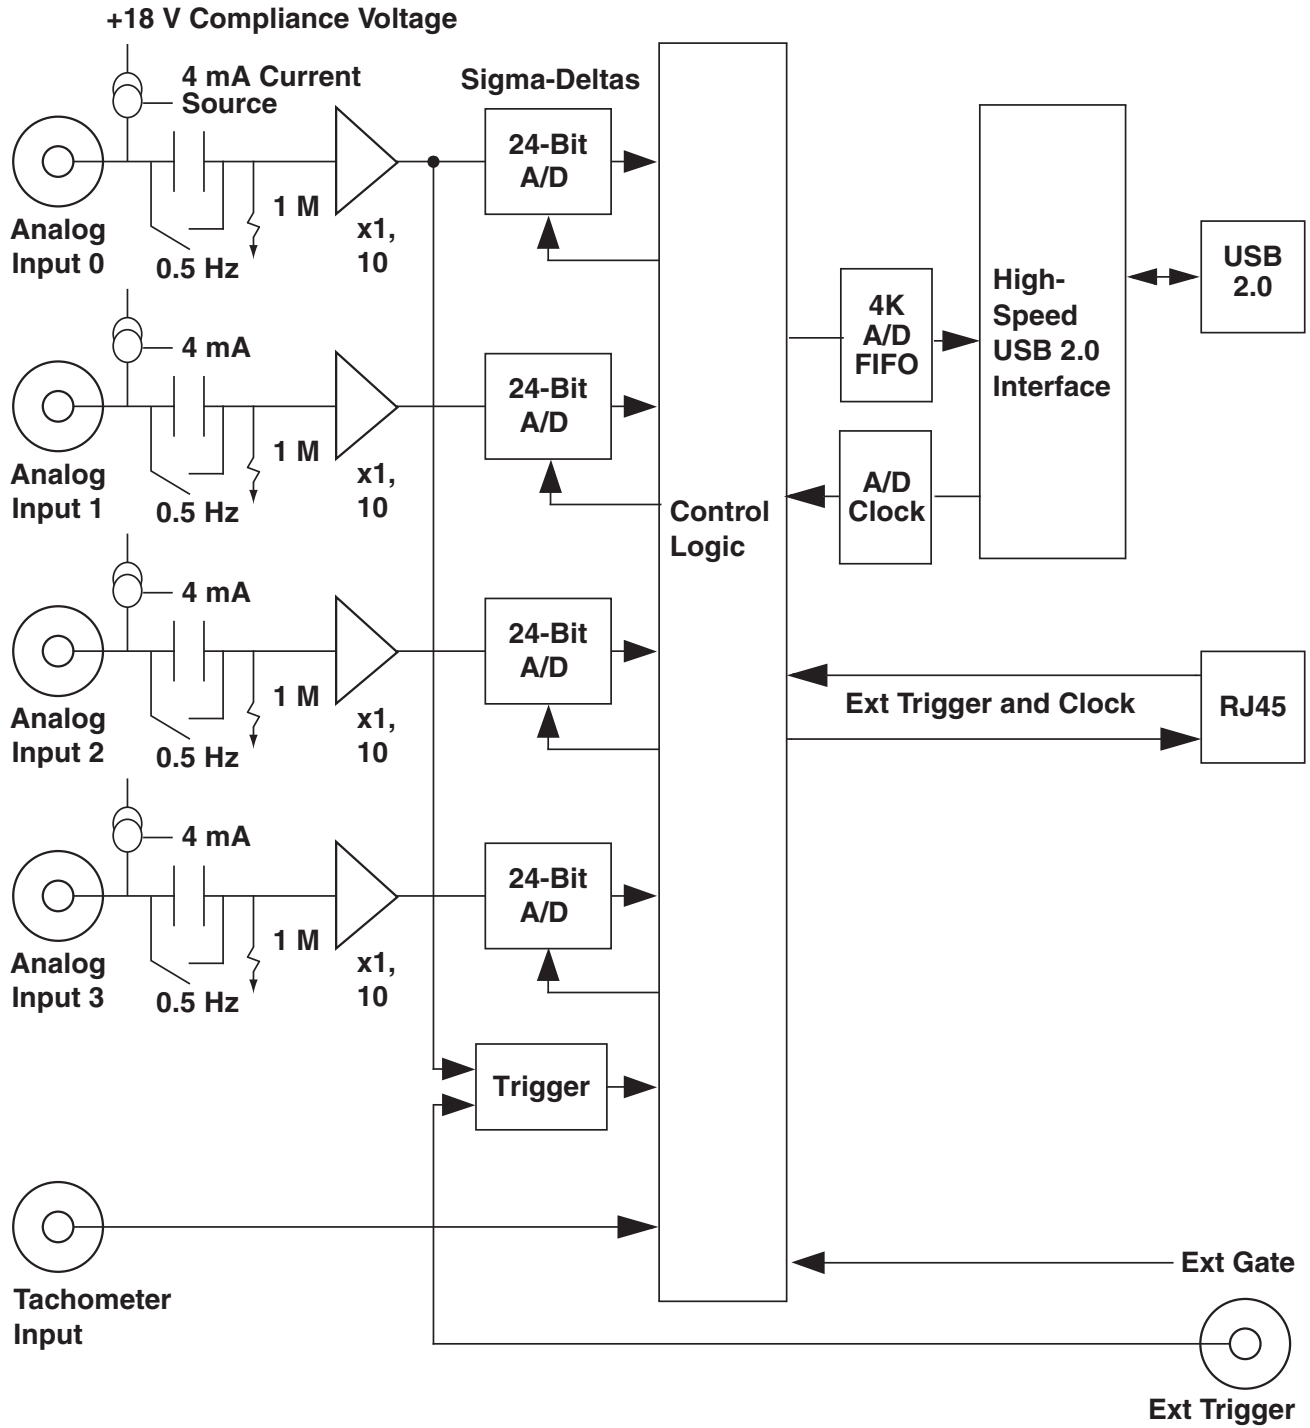 +18 V Compliance Voltage
4 mA Current
Source
Sigma-Deltas
24-Bit
A/D
Analog
Input 0
1 M
0.5 Hz
x1,
10
4 mA
24-Bit
A/D
Analog
Input 1
1 M
0.5 Hz
x1,
10
4 mA
24-Bit
A/D
Analog
Input 2
1 M
0.5 Hz
x1,
10
4 mA
24-Bit
A/D
Analog
Input 3
1 M
0.5 Hz
x1,
10
Trigger
Tachometer
Input
Control
Logic
4K
A/D
FIFO
A/D
Clock
High-
Speed
USB 2.0
Interface
USB
2.0
Ext Trigger and Clock
RJ45
Ext Gate
Ext Trigger